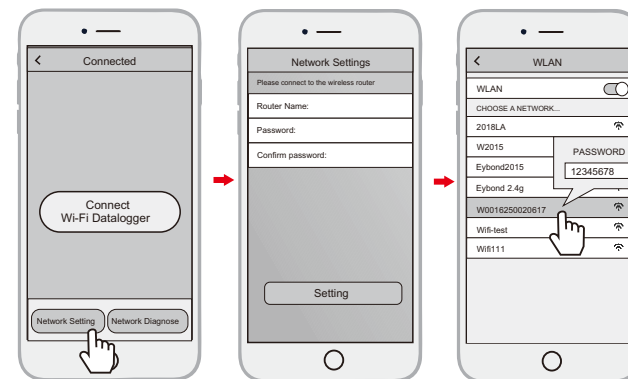 Connected
Connect
Wi-Fi Datalogger
Network Setting
Network Diagnose
Network Settings
Please connect to the wireless router
Router Name:
Password:
Confirm password:
Setting
WLAN
WLAN
CHOOSE A NETWORK...
2018LA
W2015
Eybond2015
Eybond 2.4g
W0016250020617
Wifi-test
Wifi111
PASSWORD
12345678